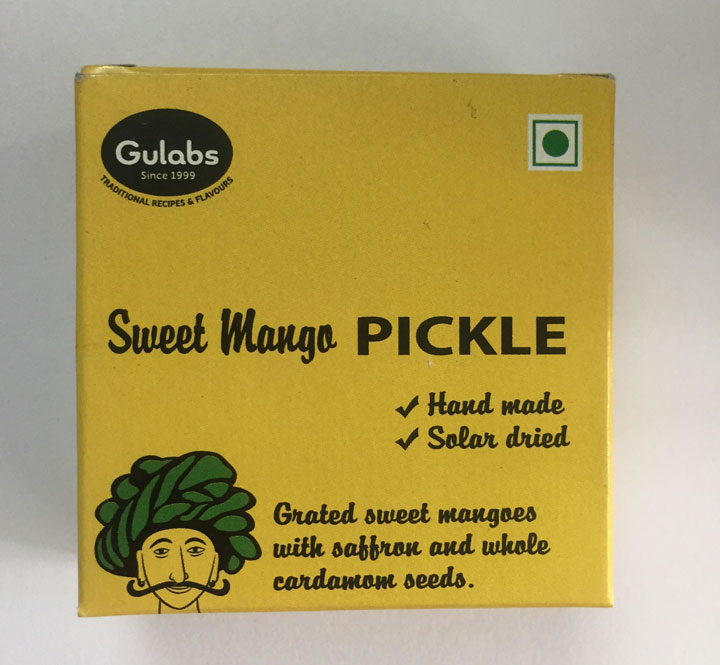 Gulabs
Since 1999
TRADITIONAL RECIPES & FLAVOURS
Sweet Mango PICKLE
✓ Hand made
✓ Solar dried
Grated sweet mangoes
with saffron and whole
cardamom seeds.